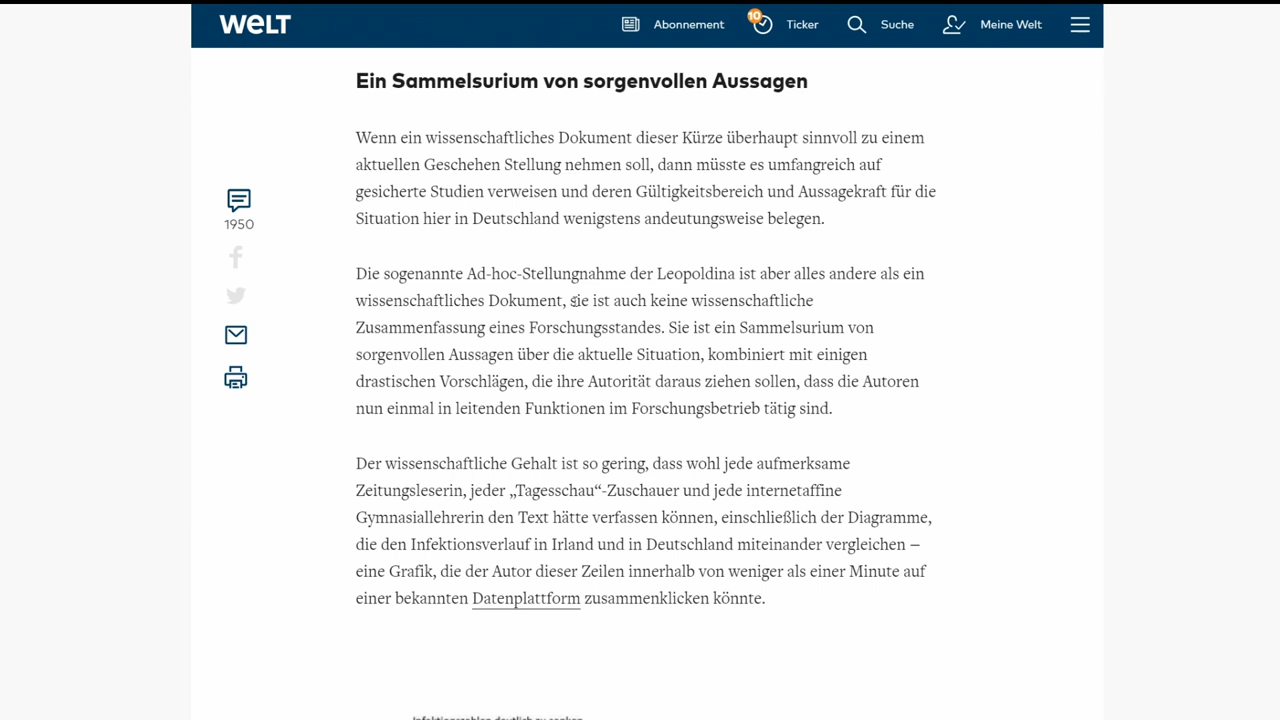 WELT
Abonnement
10
Ticker
Suche
Meine Welt
Ein Sammelsurium von sorgenvollen Aussagen
Wenn ein wissenschaftliches Dokument dieser Kürze überhaupt sinnvoll zu einem
aktuellen Geschehen Stellung nehmen soll, dann müsste es umfangreich auf
gesicherte Studien verweisen und deren Gültigkeitsbereich und Aussagekraft für die
Situation hier in Deutschland wenigstens andeutungsweise belegen.
1950
Die sogenannte Ad-hoc-Stellungnahme der Leopoldina ist aber alles andere als ein
wissenschaftliches Dokument, sie ist auch keine wissenschaftliche
Zusammenfassung eines Forschungsstandes. Sie ist ein Sammelsurium von
sorgenvollen Aussagen über die aktuelle Situation, kombiniert mit einigen
drastischen Vorschlägen, die ihre Autorität daraus ziehen sollen, dass die Autoren
nun einmal in leitenden Funktionen im Forschungsbetrieb tätig sind.
Der wissenschaftliche Gehalt ist so gering, dass wohl jede aufmerksame
Zeitungsleserin, jeder „Tagesschau“-Zuschauer und jede internetaffine
Gymnasiallehrerin den Text hätte verfassen können, einschließlich der Diagramme,
die den Infektionsverlauf in Irland und in Deutschland miteinander vergleichen –
eine Grafik, die der Autor dieser Zeilen innerhalb von weniger als einer Minute auf
einer bekannten Datenplattform zusammenklicken könnte.
Infektionszahlen deutlich zu senken